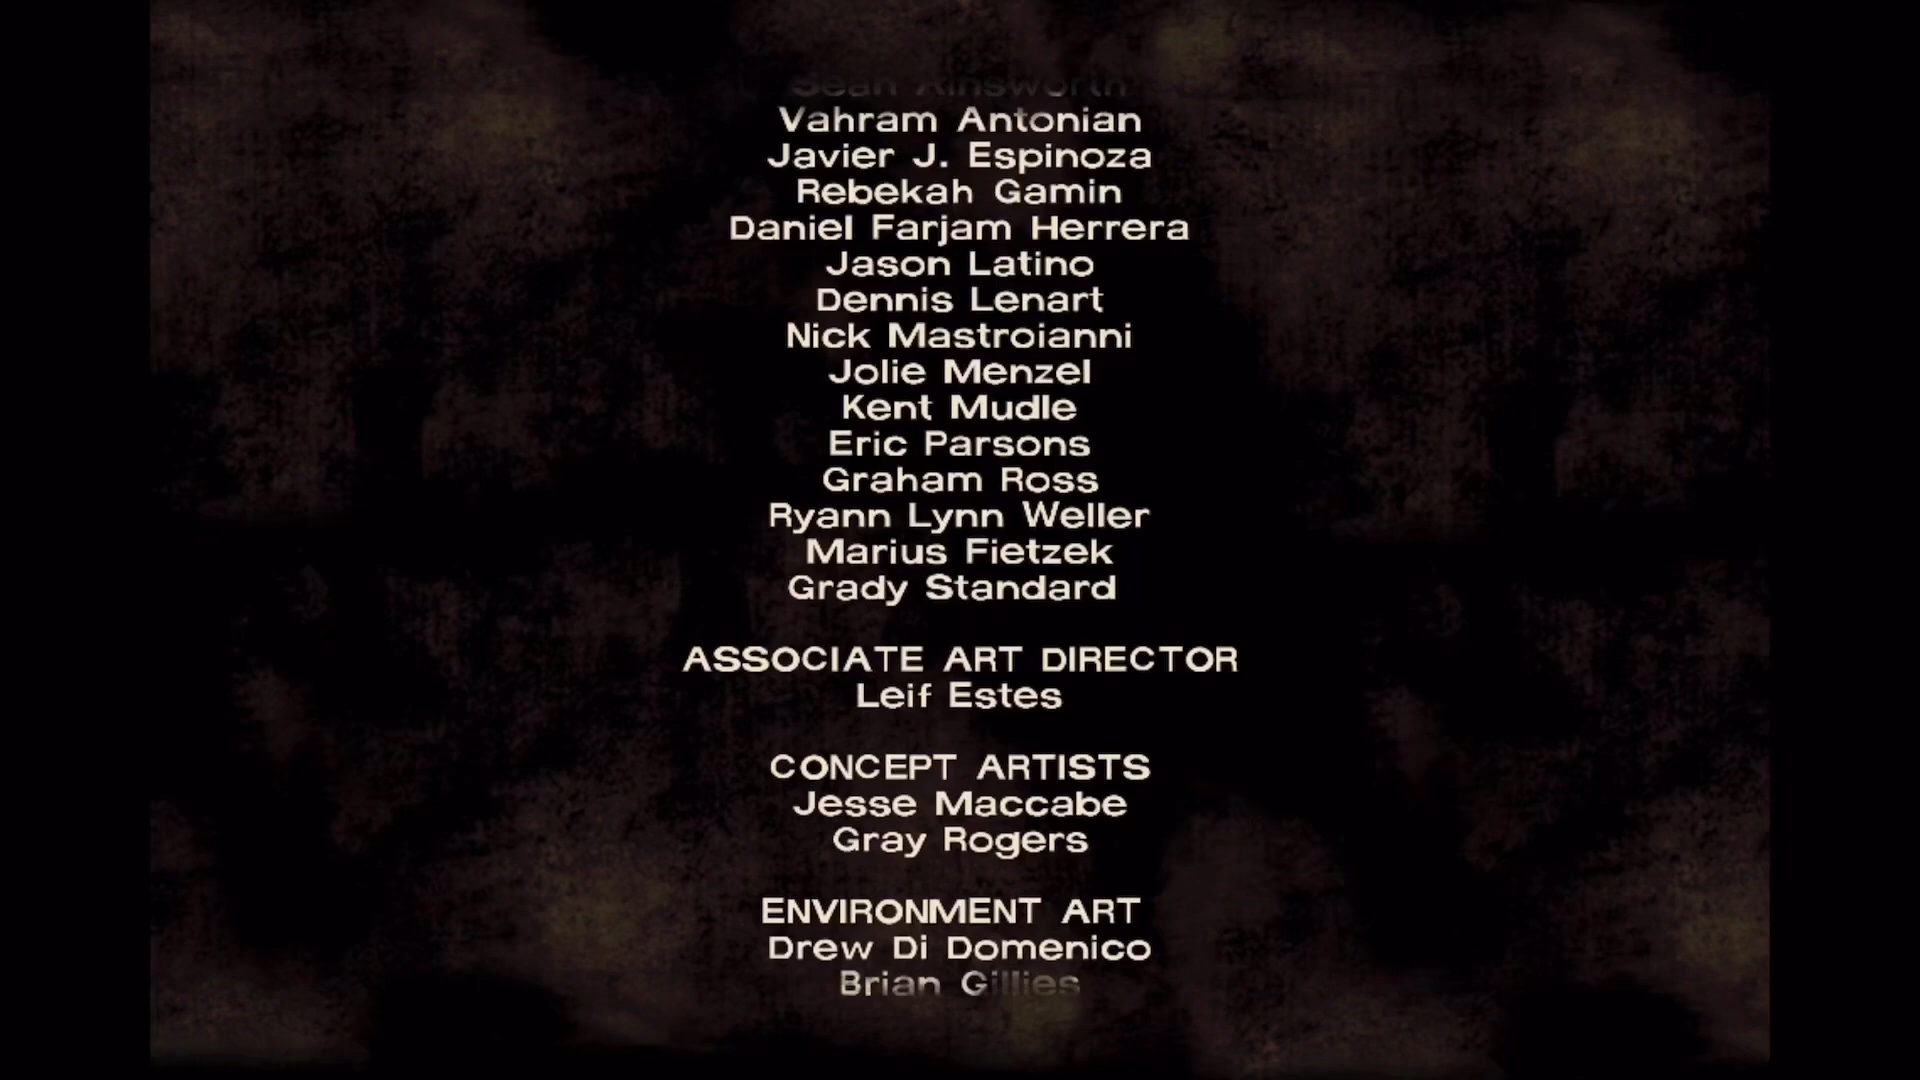 Sean Ainsworth
Vahram Antonian
Javier J. Espinoza
Rebekah Gamin
Daniel Farjam Herrera
Jason Latino
Dennis Lenart
Nick Mastroianni
Jolie Menzel
Kent Mudle
Eric Parsons
Graham Ross
Ryann Lynn Weller
Marius Fietzek
Grady Standard
ASSOCIATE ART DIRECTOR
Leif Estes
CONCEPT ARTISTS
Jesse Maccabe
Gray Rogers
ENVIRONMENT ART
Drew Di Domenico
Brian Gillies